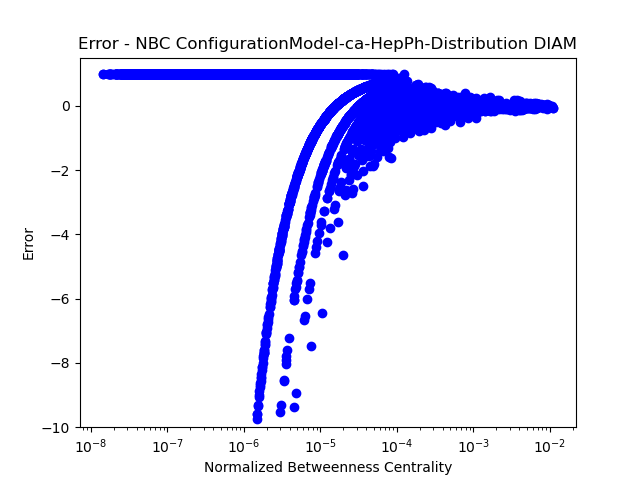 Error - NBC ConfigurationModel-ca-HepPh-Distribution DIAM
Error
0
−2
−4
−6
−8
−10
10⁻⁸ 10⁻⁷ 10⁻⁶ 10⁻⁵ 10⁻⁴ 10⁻³ 10⁻²
Normalized Betweenness Centrality